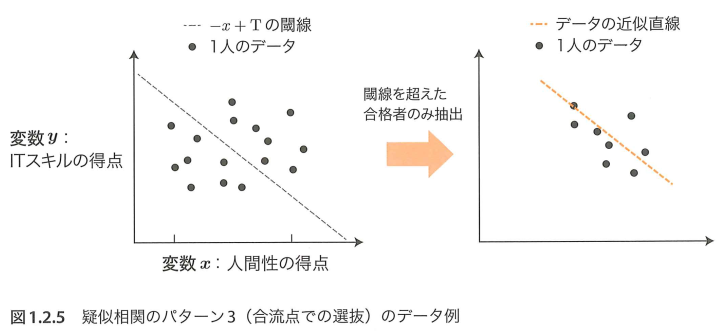 −x+Tの閾線
1人のデータ
変数y:
ITスキルの得点
変数x:人間性の得点
閾線を超えた
合格者のみ抽出
データの近似直線
1人のデータ
図1.2.5 疑似相関のパターン3(合流点での選抜)のデータ例